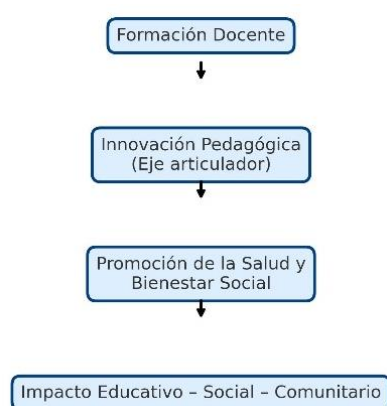 Formación Docente
Innovación Pedagógica
(Eje articulador)
Promoción de la Salud y
Bienestar Social
Impacto Educativo – Social – Comunitario